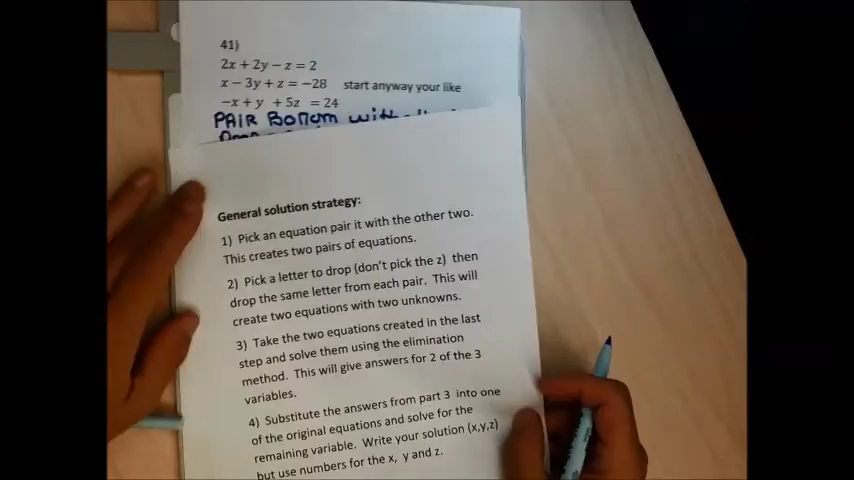 41)
2x + 2y − z = 2
x − 3y + z = −28 start anyway your like
−x + y + 5z = 24
PAIR BOTTOM with
General solution strategy:
1) Pick an equation pair it with the other two.
This creates two pairs of equations.
2) Pick a letter to drop (don't pick the z) then
drop the same letter from each pair. This will
create two equations with two unknowns.
3) Take the two equations created in the last
step and solve them using the elimination
method. This will give answers for 2 of the 3
variables.
4) Substitute the answers from part 3 into one
of the original equations and solve for the
remaining variable. Write your solution (x,y,z)
but use numbers for the x, y and z.